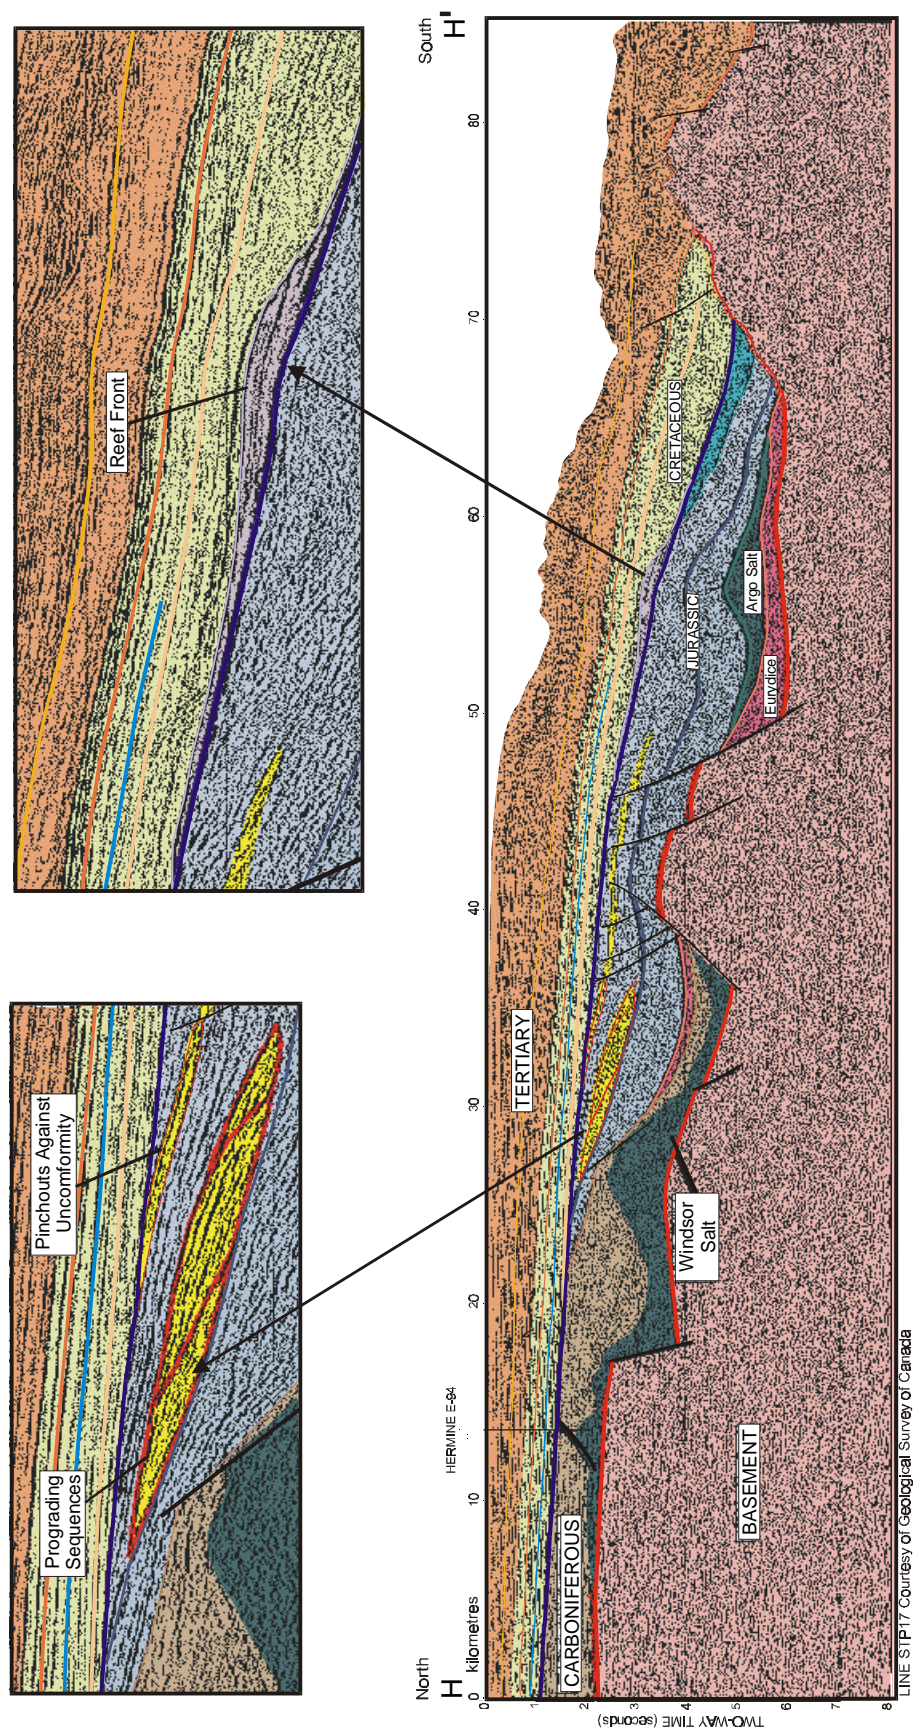 Prograding
Sequences
Pinchouts Against
Uncomformity
Reef Front
North
H
South
H'
HERMINE E-94
kilometres
0
10
20
30
40
50
60
70
80
TWO-WAY TIME (seconds)
0
1
2
3
4
5
6
7
8
TERTIARY
CRETACEOUS
JURASSIC
Argo Salt
Eurydice
CARBONIFEROUS
Windsor
Salt
BASEMENT
LINE STP17 Courtesy of Geological Survey of Canada